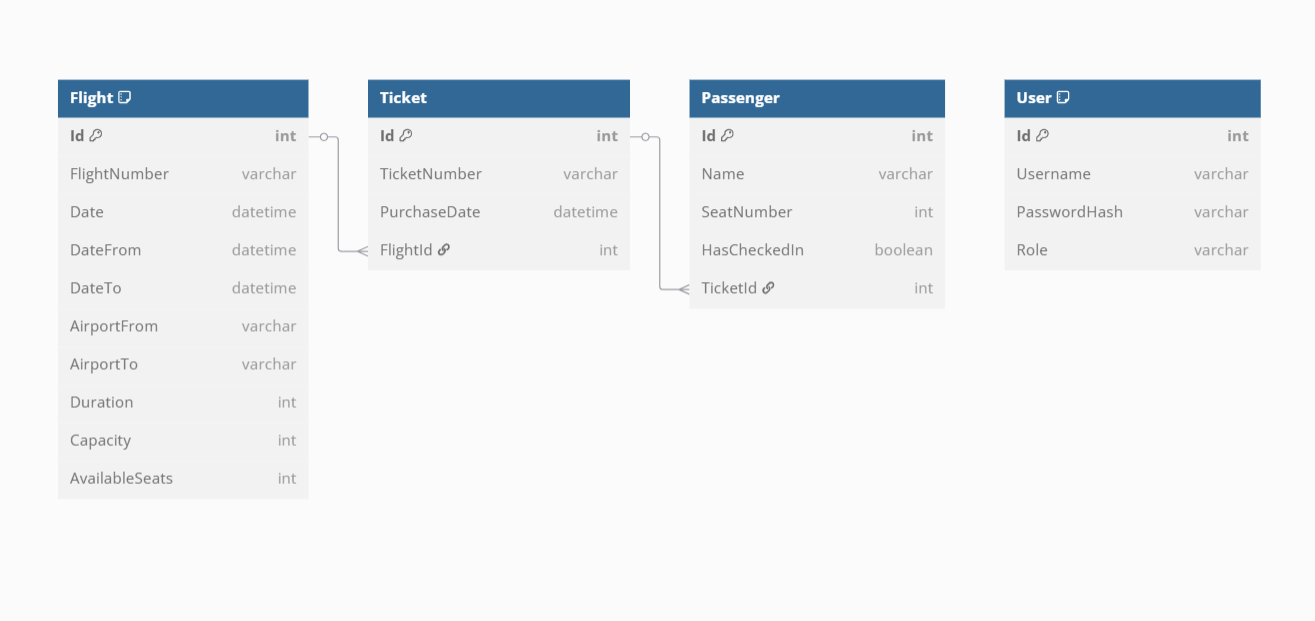 Flight
Id int
FlightNumber varchar
Date datetime
DateFrom datetime
DateTo datetime
AirportFrom varchar
AirportTo varchar
Duration int
Capacity int
AvailableSeats int
Ticket
Id int
TicketNumber varchar
PurchaseDate datetime
FlightId int
Passenger
Id int
Name varchar
SeatNumber int
HasCheckedIn boolean
TicketId int
User
Id int
Username varchar
PasswordHash varchar
Role varchar